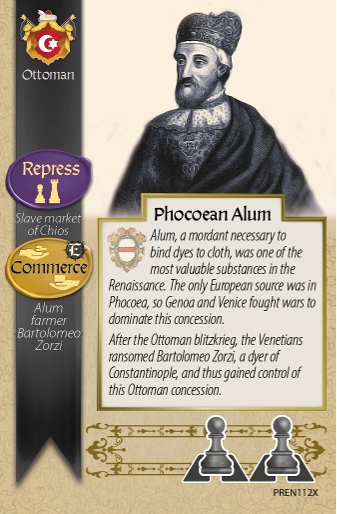 Ottoman
Repress
Slave market
of Chios
E
Commerce
Alum
farmer
Bartolomeo
Zorzi
Phocoean Alum
Alum, a mordant necessary to
bind dyes to cloth, was one of the
most valuable substances in the
Renaissance. The only European source was in
Phocoea, so Genoa and Venice fought wars to
dominate this concession.
After the Ottoman blitzkrieg, the Venetians
ransomed Bartolomeo Zorzi, a dyer of
Constantinople, and thus gained control of
this Ottoman concession.
PREN112X